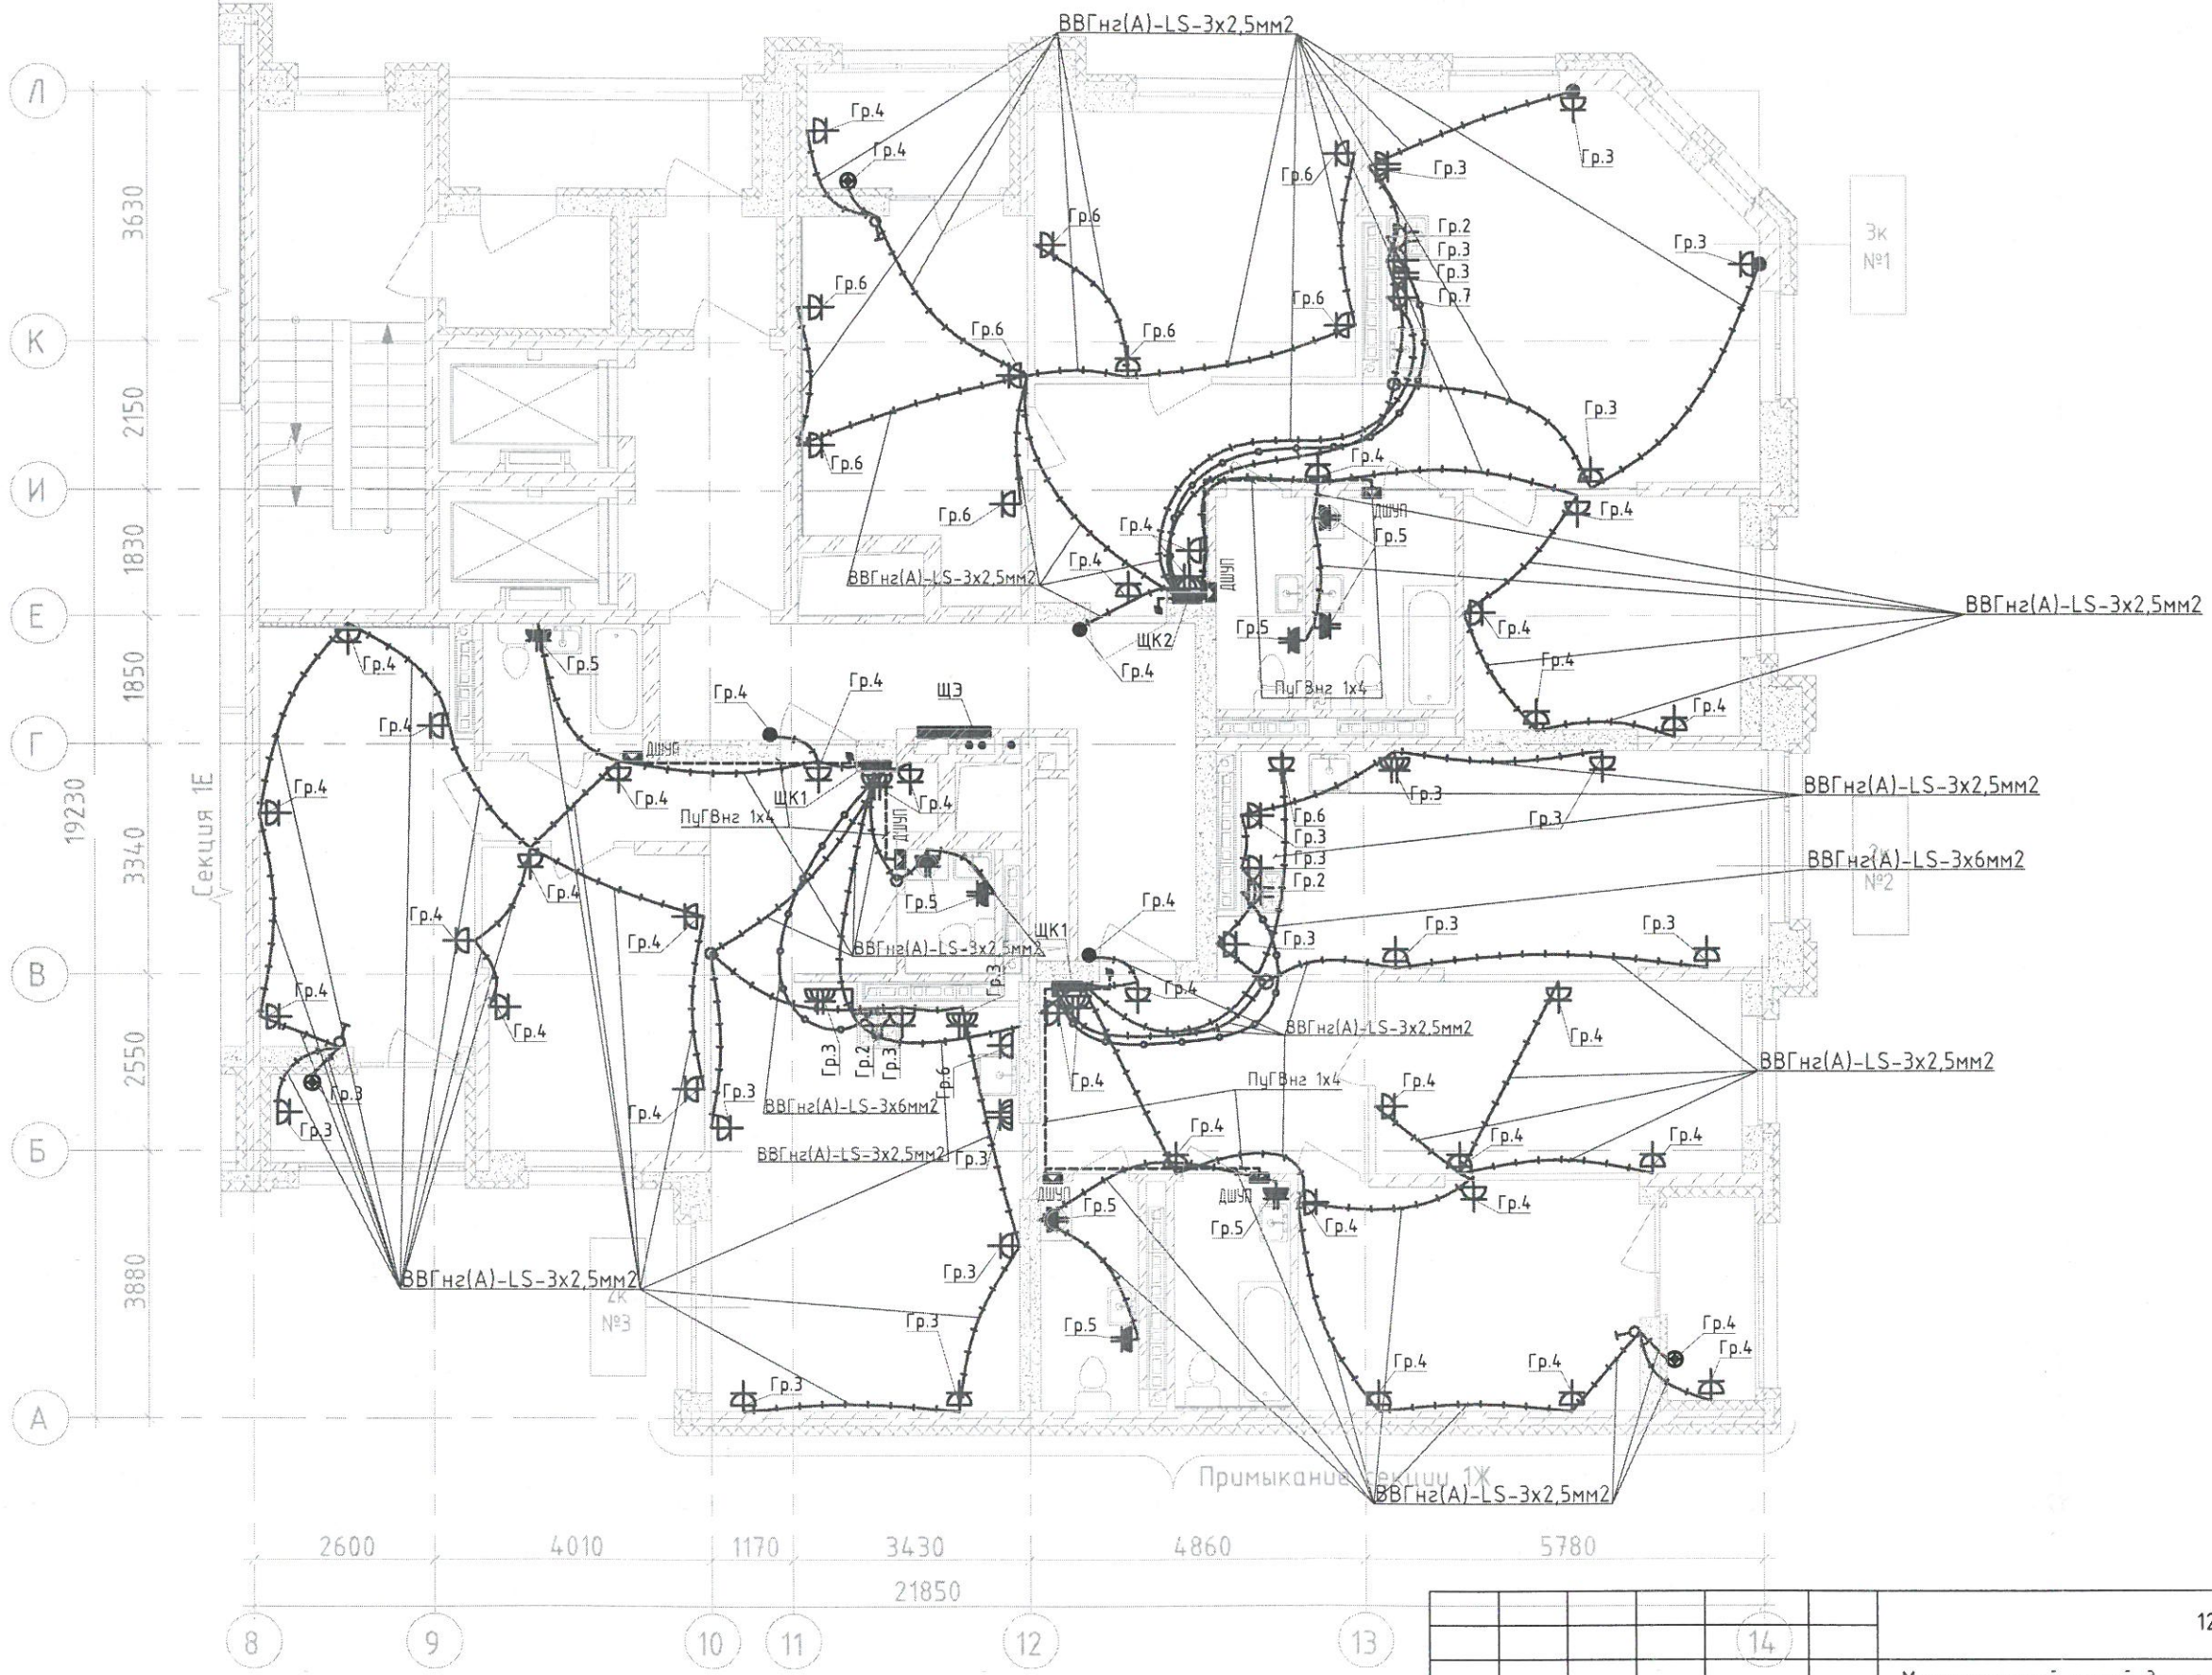 ВВГнг(А)-LS-3х2,5мм2
Л
Гр.4
Гр.4
Гр.6
Гр.3
Гр.3
3630
Гр.6
Гр.2
Гр.3
Гр.3
Гр.7
Гр.3
3к
№1
Гр.6
Гр.6
К
Гр.6
Гр.6
2150
Гр.6
Гр.3
Гр.4
И
Гр.6
Гр.4
ДШУП
Гр.5
Гр.4
1830
ВВГнг(А)-LS-3х2,5мм2
Гр.4
ДШУП
Е
ВВГнг(А)-LS-3х2,5мм2
Гр.4
Гр.5
ЩК2
Гр.5
Гр.4
Гр.4
1850
Гр.4
Гр.4
Гр.4
ЩЭ
ПуГВнг 1х4
Гр.4
Г
ДШУП
19230
Гр.4
Гр.4
ЩК1
Гр.4
Гр.3
ВВГнг(А)-LS-3х2,5мм2
ПуГВнг 1х4
ДШУП
Гр.6
Гр.3
Гр.3
Секция 1Е
3340
Гр.3
Гр.2
ВВГнг(А)-LS-3х6мм2
№2
Гр.4
Гр.4
Гр.5
Гр.4
Гр.4
ЩК1
Гр.3
Гр.3
Гр.3
ВВГнг(А)-LS-3х2,5мм2
В
Гр.4
Гр.3
Гр.4
Гр.4
ВВГнг(А)-LS-3х2,5мм2
Гр.4
2550
Гр.3
Гр.2
Гр.3
Гр.6
Гр.4
ПуГВнг 1х4
Гр.4
ВВГнг(А)-LS-3х2,5мм2
Гр.3
Гр.3
Гр.4
Гр.3
ВВГнг(А)-LS-3х6мм2
Б
ВВГнг(А)-LS-3х2,5мм2
Гр.3
Гр.4
Гр.4
Гр.4
ДШУП
ДШУП
Гр.5
Гр.5
Гр.4
Гр.4
3880
ВВГнг(А)-LS-3х2,5мм2
2к
№3
Гр.3
Гр.3
Гр.5
Гр.4
Гр.4
Гр.4
Гр.4
Гр.3
А
Примыкание секции 1Ж
ВВГнг(А)-LS-3х2,5мм2
2600
4010
1170
3430
4860
5780
21850
8
9
10
11
12
13
14
12